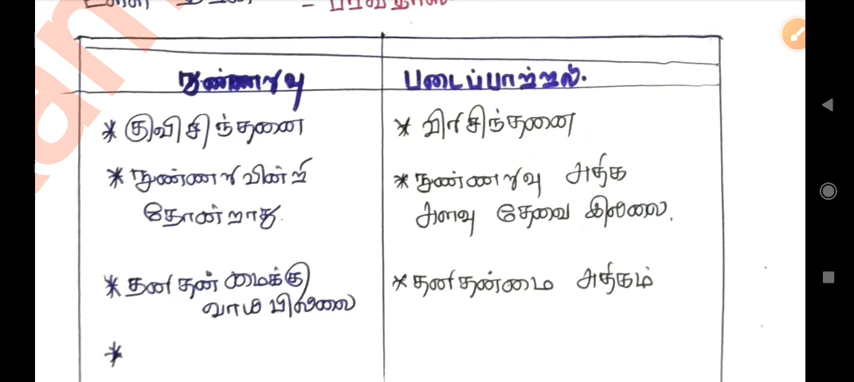 நுண்ணறிவு படைப்பாற்றல்.
* குவி சிந்தனை * விரி சிந்தனை
* நுண்ணறிவின்றி * நுண்ணறிவு அதிக
தோன்றாது. அளவு தேவை இல்லை.
* தனி தன்மைக்கு * தனிதன்மை அதிகம்
வாய்ப்பில்லை
*